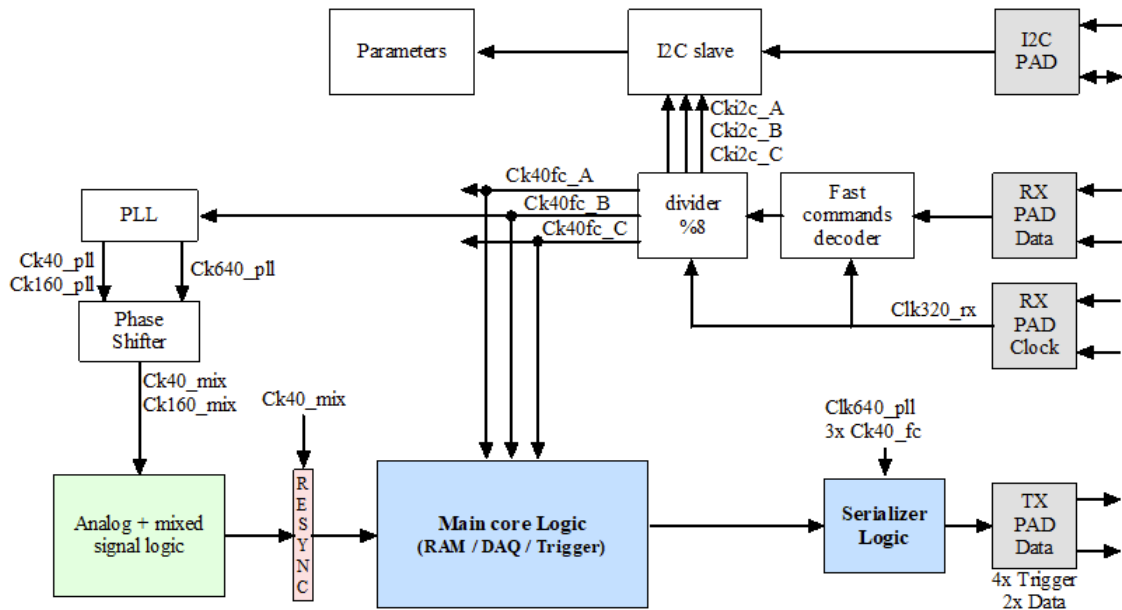 Parameters
I2C slave
I2C
PAD
Cki2c_A
Cki2c_B
Cki2c_C
Ck40fc_A
Ck40fc_B
Ck40fc_C
PLL
divider
%8
Fast
commands
decoder
RX
PAD
Data
Ck40_pll
Ck160_pll
Ck640_pll
Clk320_rx
RX
PAD
Clock
Phase
Shifter
Ck40_mix
Ck160_mix
Ck40_mix
Clk640_pll
3x Ck40_fc
Analog + mixed
signal logic
RESYNC
Main core Logic
(RAM / DAQ / Trigger)
Serializer
Logic
TX
PAD
Data
4x Trigger
2x Data